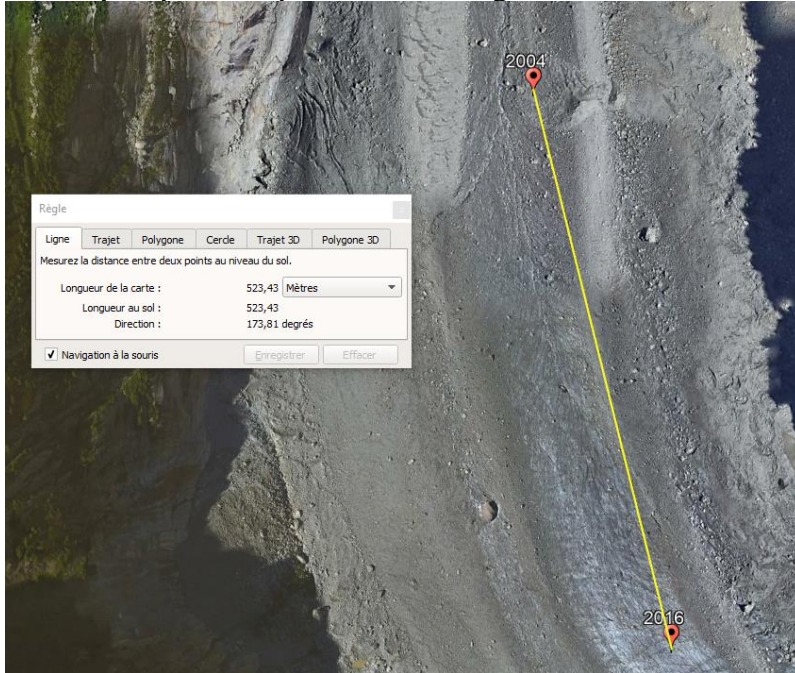 2004
Règle
Ligne Trajet Polygone Cercle Trajet 3D Polygone 3D
Mesurez la distance entre deux points au niveau du sol.
Longueur de la carte : 523,43 Mètres
Longueur au sol : 523,43
Direction : 173,81 degrés
Navigation à la souris Enregistrer Effacer
2016